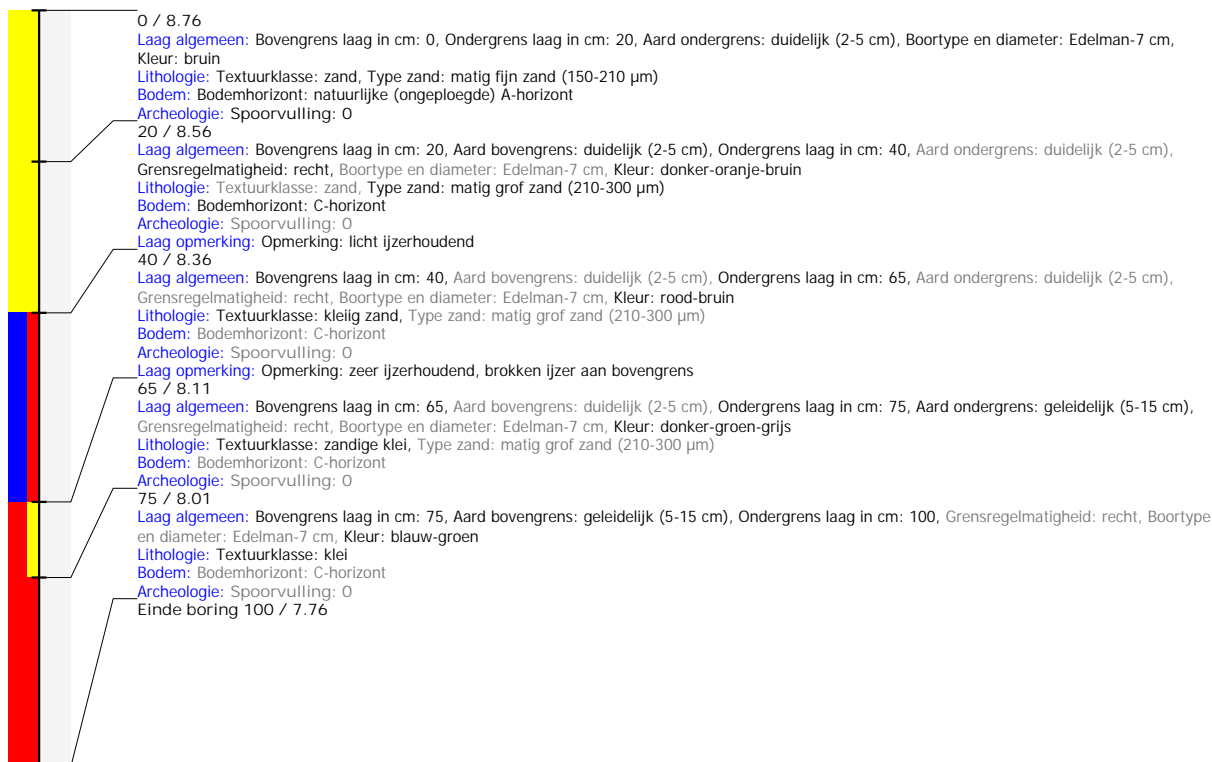 0 / 8.76
Laag algemeen: Bovengrens laag in cm: 0, Ondergrens laag in cm: 20, Aard ondergrens: duidelijk (2-5 cm), Boortype en diameter: Edelman-7 cm,
Kleur: bruin
Lithologie: Textuurklasse: zand, Type zand: matig fijn zand (150-210 µm)
Bodem: Bodemhorizont: natuurlijke (ongeploegde) A-horizont
Archeologie: Spoorvulling: 0
20 / 8.56
Laag algemeen: Bovengrens laag in cm: 20, Aard bovengrens: duidelijk (2-5 cm), Ondergrens laag in cm: 40, Aard ondergrens: duidelijk (2-5 cm),
Grensregelmatigheid: recht, Boortype en diameter: Edelman-7 cm, Kleur: donker-oranje-bruin
Lithologie: Textuurklasse: zand, Type zand: matig grof zand (210-300 µm)
Bodem: Bodemhorizont: C-horizont
Archeologie: Spoorvulling: 0
Laag opmerking: Opmerking: licht ijzerhoudend
40 / 8.36
Laag algemeen: Bovengrens laag in cm: 40, Aard bovengrens: duidelijk (2-5 cm), Ondergrens laag in cm: 65, Aard ondergrens: duidelijk (2-5 cm),
Grensregelmatigheid: recht, Boortype en diameter: Edelman-7 cm, Kleur: rood-bruin
Lithologie: Textuurklasse: kleiig zand, Type zand: matig grof zand (210-300 µm)
Bodem: Bodemhorizont: C-horizont
Archeologie: Spoorvulling: 0
Laag opmerking: Opmerking: zeer ijzerhoudend, brokken ijzer aan bovengrens
65 / 8.11
Laag algemeen: Bovengrens laag in cm: 65, Aard bovengrens: duidelijk (2-5 cm), Ondergrens laag in cm: 75, Aard ondergrens: geleidelijk (5-15 cm),
Grensregelmatigheid: recht, Boortype en diameter: Edelman-7 cm, Kleur: donker-groen-grijs
Lithologie: Textuurklasse: zandige klei, Type zand: matig grof zand (210-300 µm)
Bodem: Bodemhorizont: C-horizont
Archeologie: Spoorvulling: 0
75 / 8.01
Laag algemeen: Bovengrens laag in cm: 75, Aard bovengrens: geleidelijk (5-15 cm), Ondergrens laag in cm: 100, Grensregelmatigheid: recht, Boortype
en diameter: Edelman-7 cm, Kleur: blauw-groen
Lithologie: Textuurklasse: klei
Bodem: Bodemhorizont: C-horizont
Archeologie: Spoorvulling: 0
Einde boring 100 / 7.76